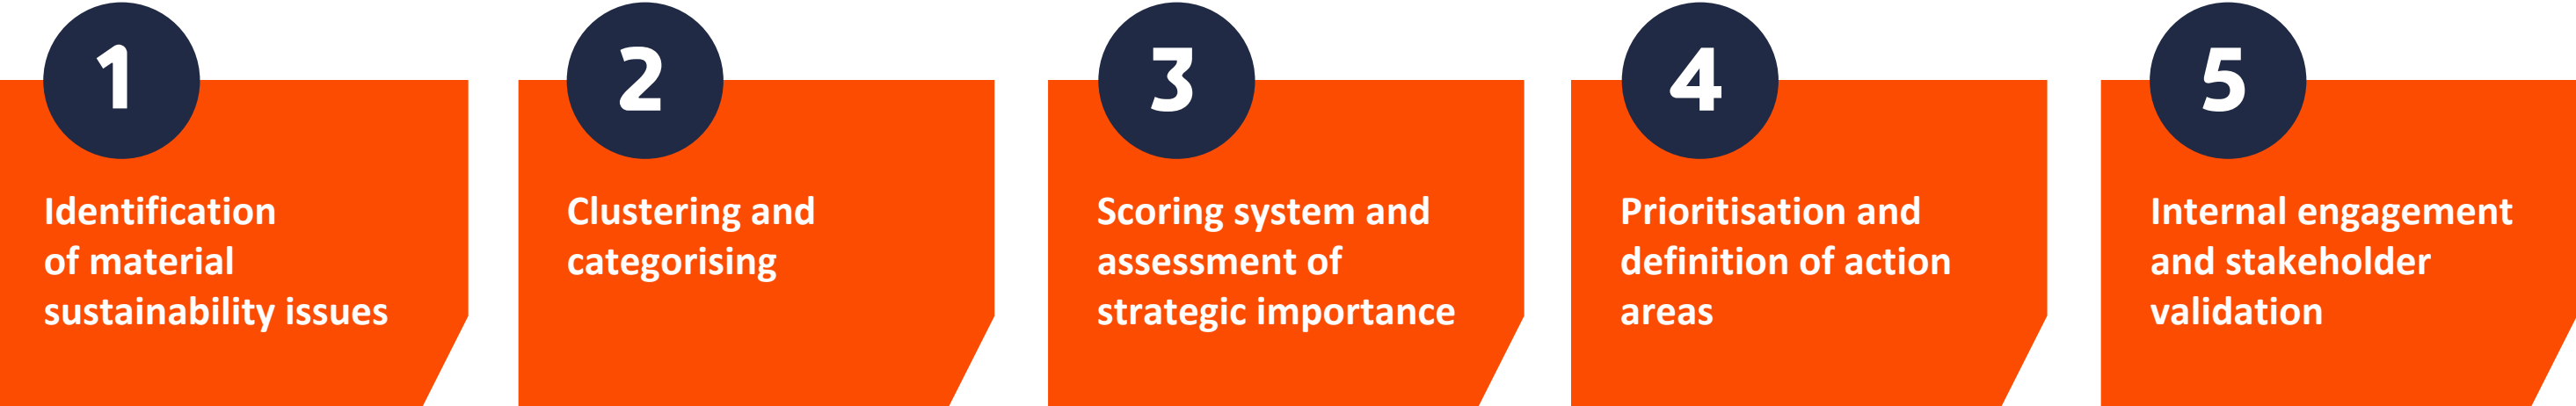 1
Identification
of material
sustainability issues
2
Clustering and
categorising
3
Scoring system and
assessment of
strategic importance
4
Prioritisation and
definition of action
areas
5
Internal engagement
and stakeholder
validation